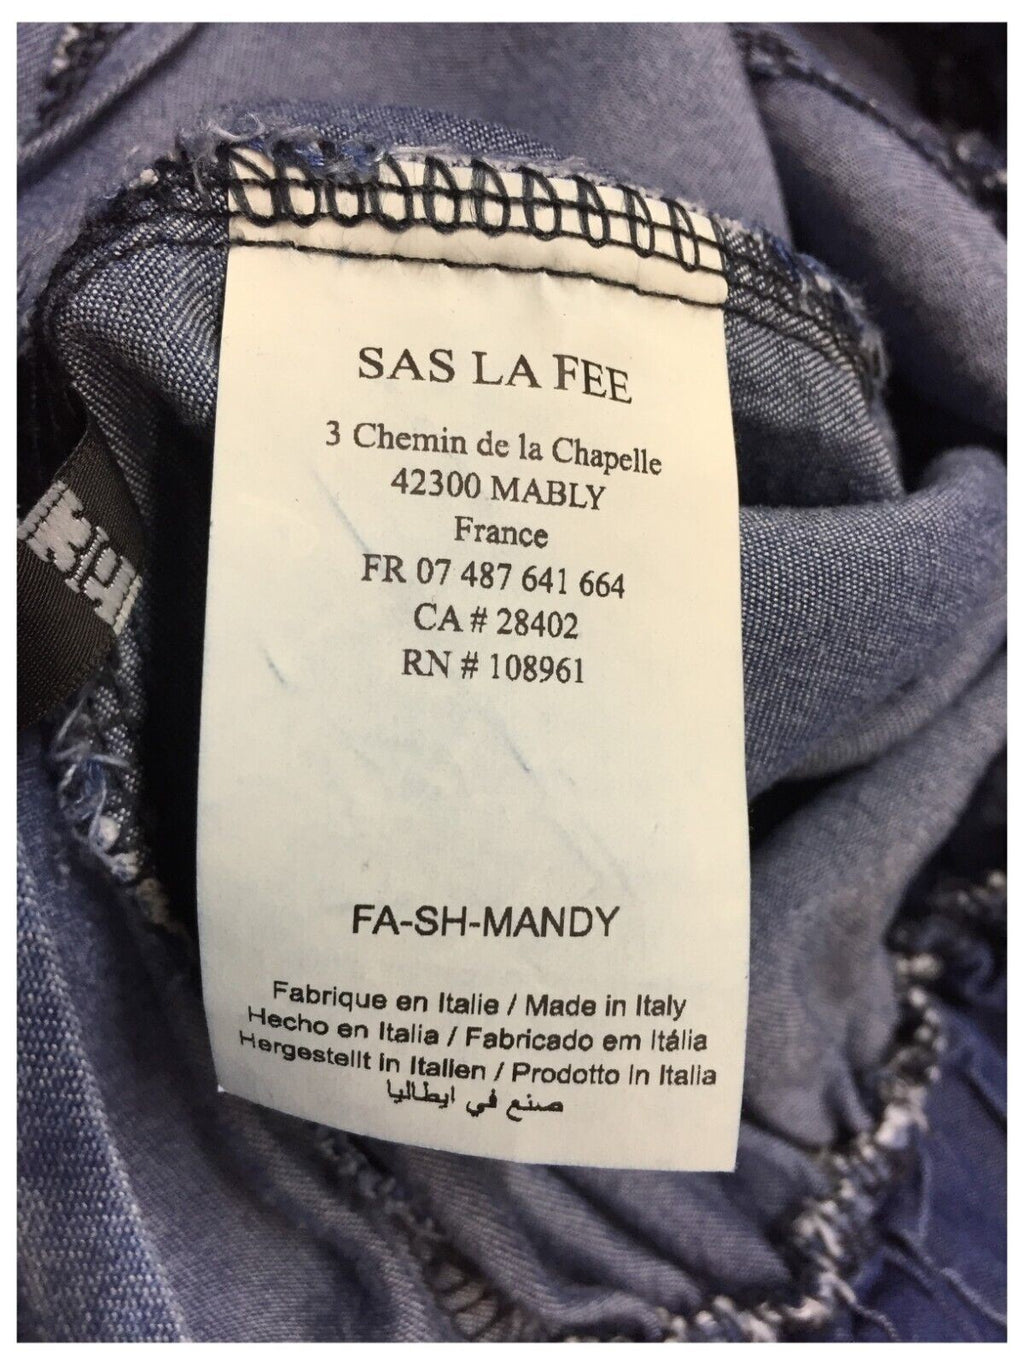 SAS LA FEE
3 Chemin de la Chapelle
42300 MABLY
France
FR 07 487 641 664
CA # 28402
RN # 108961
FA-SH-MANDY
Fabrique en Italie / Made in Italy
Hecho en Italia / Fabricado em Itália
Hergestellt in Italien / Prodotto In Italia
صنع في ايطاليا